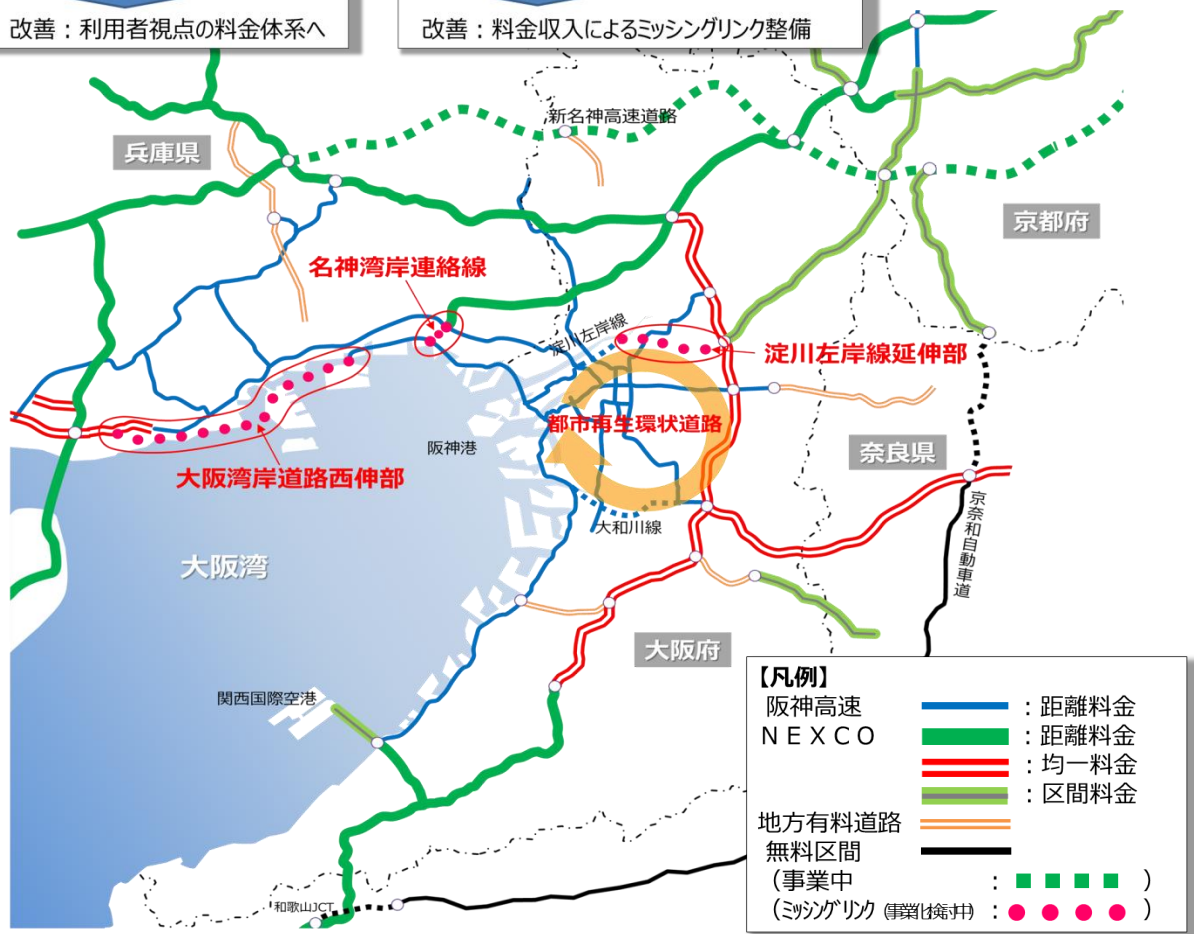 改善：利用者視点の料金体系へ
改善：料金収入によるミッシングリンク整備
新名神高速道路
兵庫県
京都府
名神湾岸連絡線
淀川左岸線
淀川左岸線延伸部
都市再生環状道路
阪神港
奈良県
大阪湾岸道路西伸部
大和川線
京奈和自動車道
大阪湾
大阪府
関西国際空港
和歌山JCT
【凡例】
阪神高速 ：距離料金
ＮＥＸＣＯ ：距離料金
：均一料金
：区間料金
地方有料道路
無料区間
（事業中 ： ）
（ミッシングリンク（事業化検討中） ： ）